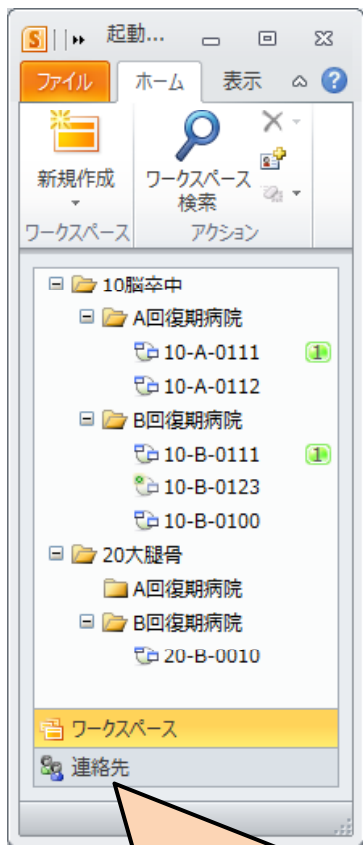 S 起動...
ファイル ホーム 表示 ?
新規作成
ワークスペース
検索
ワークスペース アクション
10脳卒中
A回復期病院
10-A-0111 1
10-A-0112
B回復期病院
10-B-0111 1
10-B-0123
10-B-0100
20大腿骨
A回復期病院
B回復期病院
20-B-0010
ワークスペース
連絡先